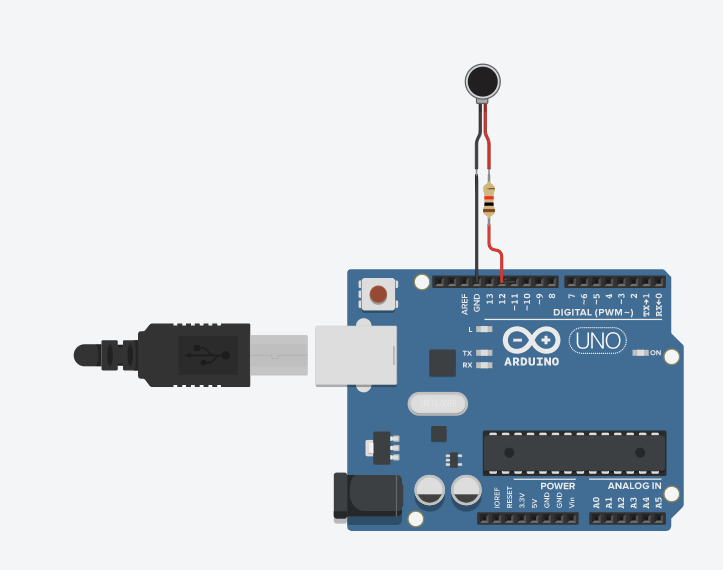 AREF
GND
13
12
~11
~10
~9
8
7
~6
~5
4
~3
2
TX→1
RX←0
DIGITAL (PWM~)
L
TX
RX
ARDUINO
UNO
ON
IOREF
RESET
3.3V
5V
GND
GND
Vin
POWER
ANALOG IN
A0
A1
A2
A3
A4
A5